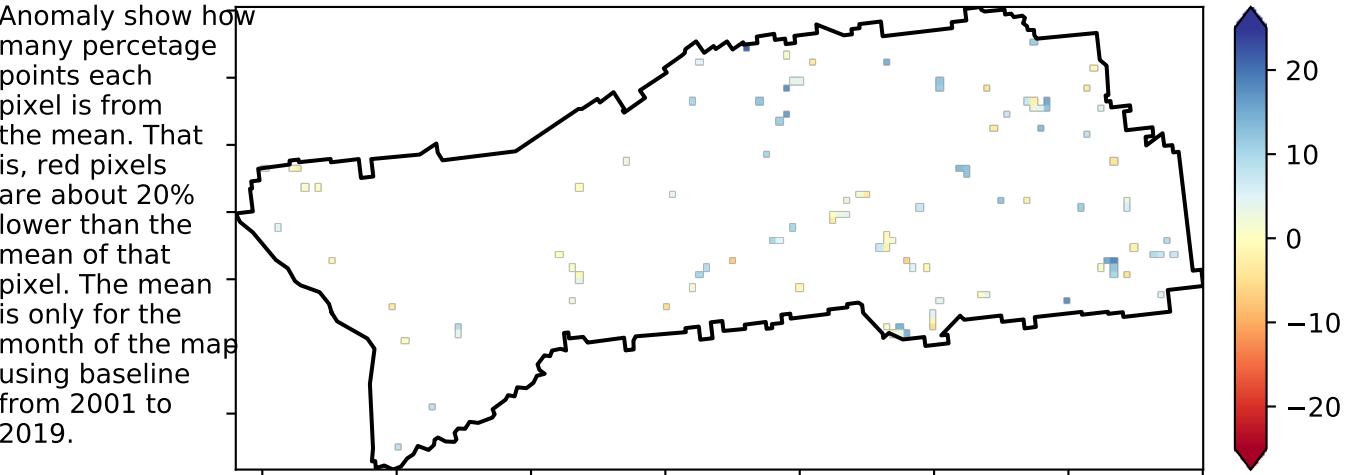 Anomaly show how
many percetage
points each
pixel is from
the mean. That
is, red pixels
are about 20%
lower than the
mean of that
pixel. The mean
is only for the
month of the map
using baseline
from 2001 to
2019.
20
10
0
−10
−20